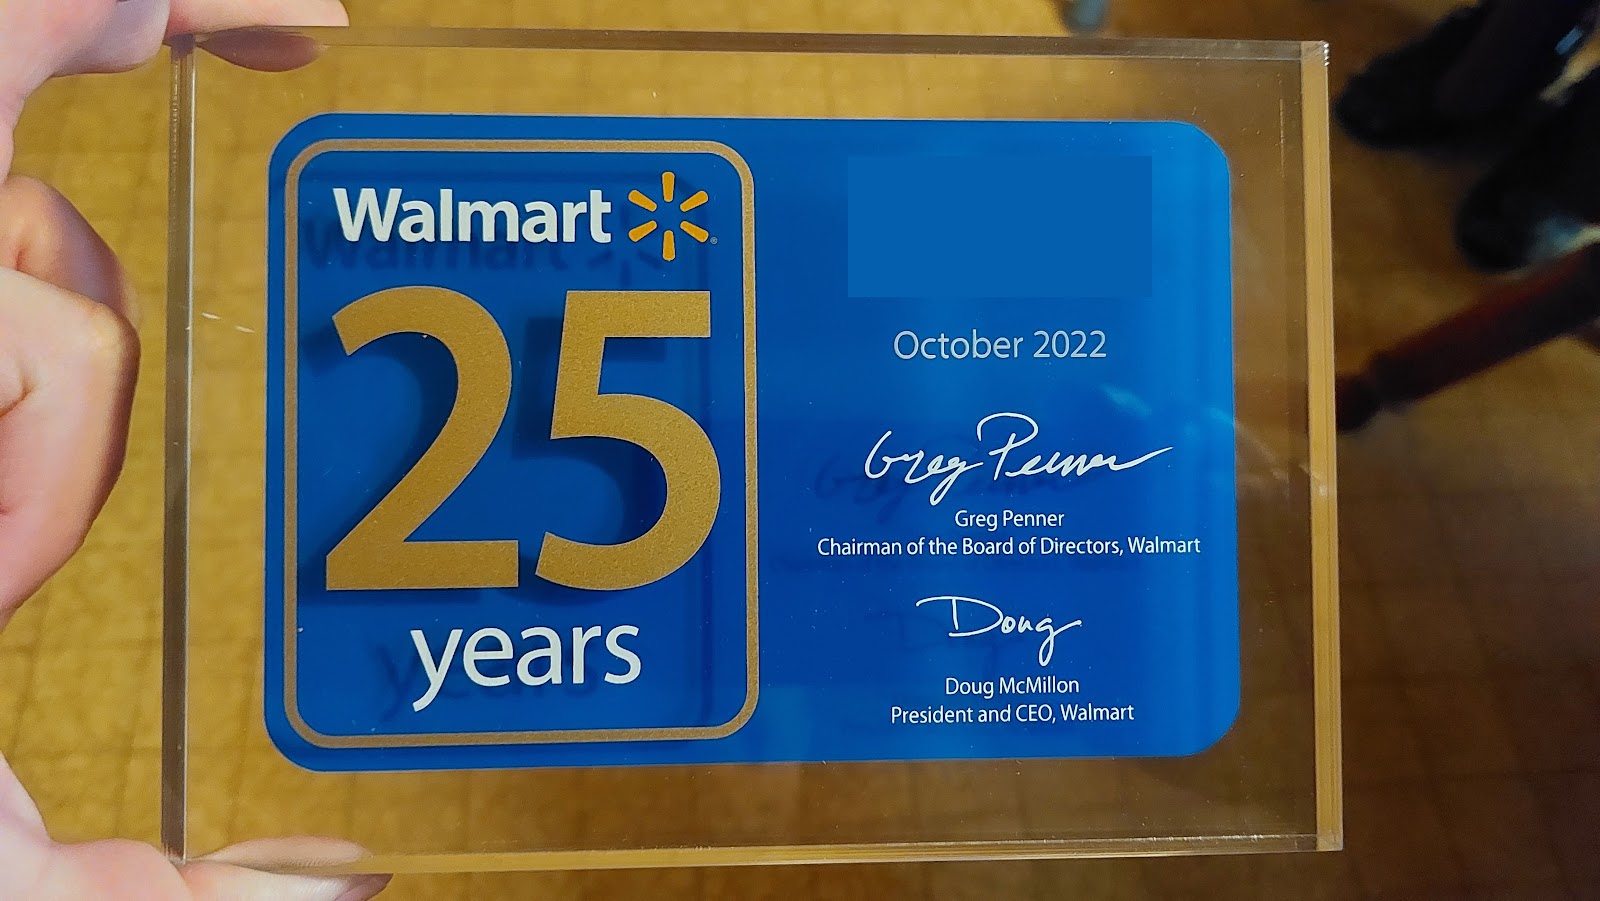 Walmart
25
years
October 2022
Greg Penner
Greg Penner
Chairman of the Board of Directors, Walmart
Doug
Doug McMillon
President and CEO, Walmart